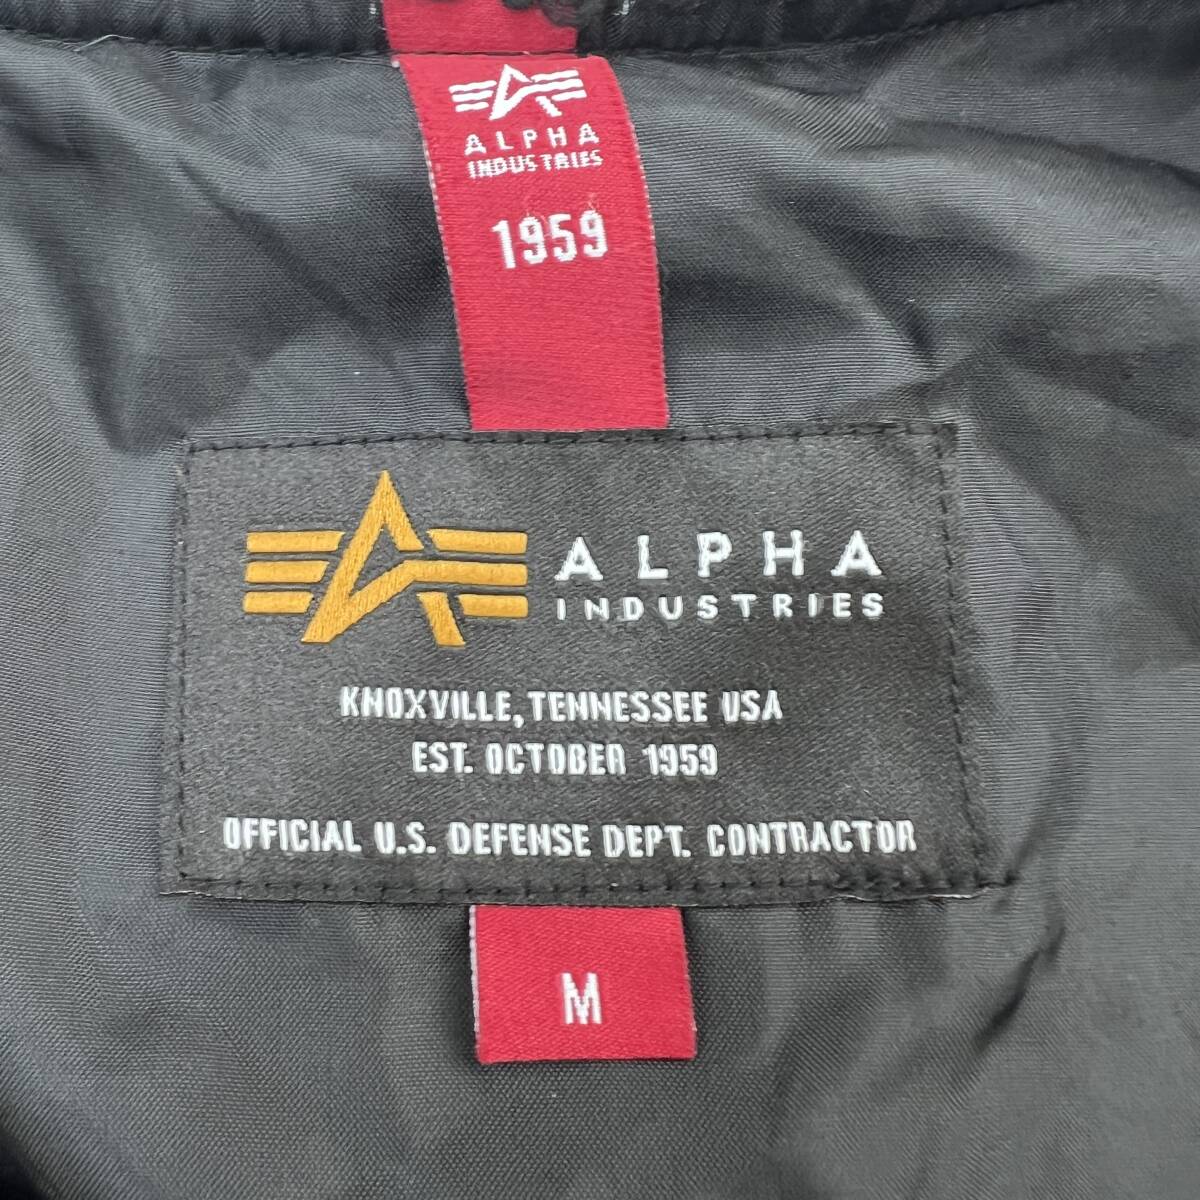 ALPHA
INDUSTRIES
1959
ALPHA
INDUSTRIES
KNOXVILLE, TENNESSEE USA
EST. OCTOBER 1959
OFFICIAL U.S. DEFENSE DEPT. CONTRACTOR
M